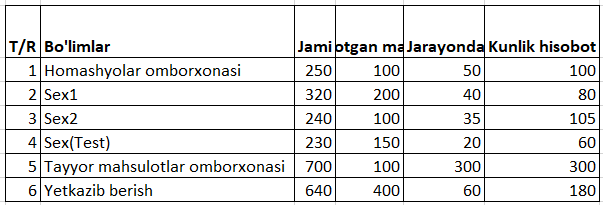 T/R Bo'limlar Jami otgan ma Jarayonda Kunlik hisobot
1 Homashyolar omborxonasi 250 100 50 100
2 Sex1 320 200 40 80
3 Sex2 240 100 35 105
4 Sex(Test) 230 150 20 60
5 Tayyor mahsulotlar omborxonasi 700 100 300 300
6 Yetkazib berish 640 400 60 180